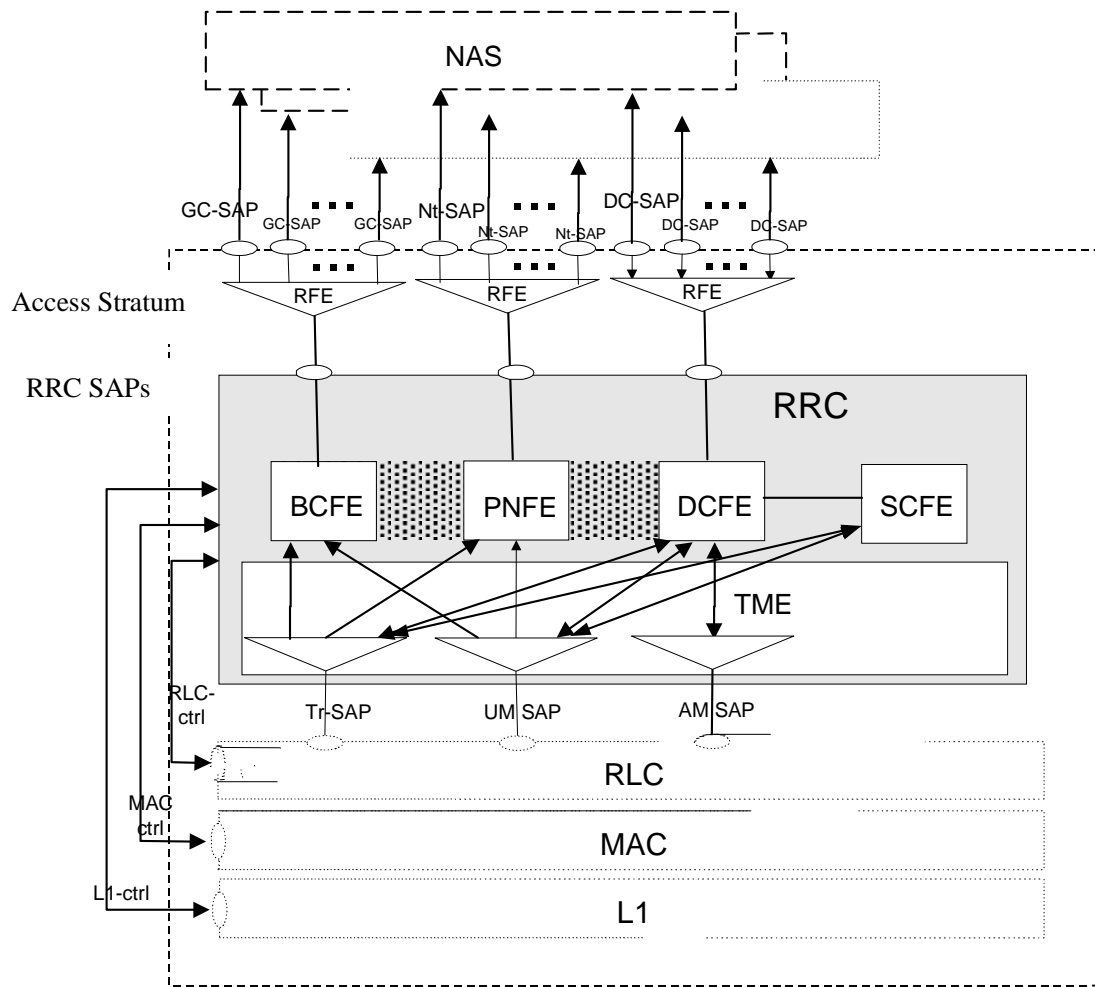 NAS
GC-SAP
GC-SAP
GC-SAP
Nt-SAP
Nt-SAP
Nt-SAP
DC-SAP
DC-SAP
DC-SAP
RFE
RFE
RFE
Access Stratum
RRC SAPs
RRC
BCFE
PNFE
DCFE
SCFE
TME
RLC-
ctrl
Tr-SAP
UM SAP
AM SAP
RLC
MAC
ctrl
MAC
L1-ctrl
L1